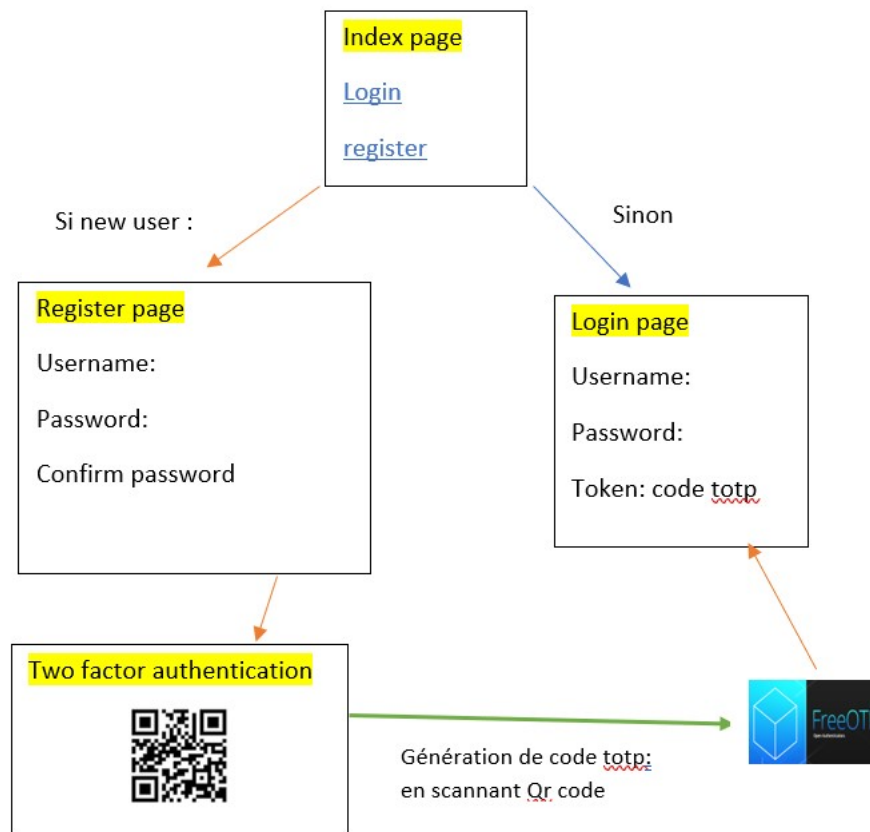 Index page
Login
register
Si new user :
Sinon
Register page
Username:
Password:
Confirm password
Login page
Username:
Password:
Token: code totp
Two factor authentication
Génération de code totp:
en scannant Qr code
FreeOT